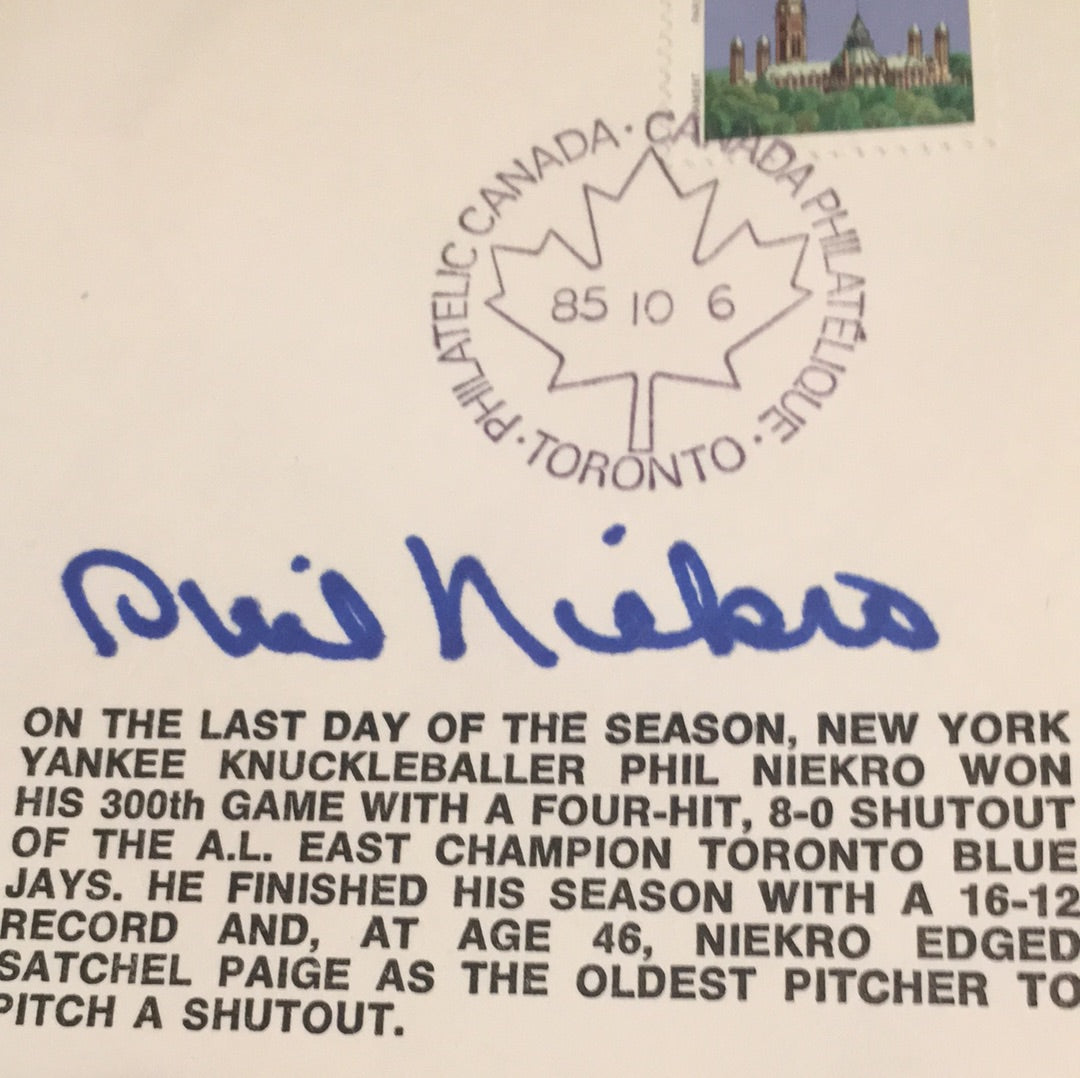 PHILATELIC CANADA · CANADA PHILATÉLIQUE · TORONTO ·
85 10 6
Phil Niekro
ON THE LAST DAY OF THE SEASON, NEW YORK
YANKEE KNUCKLEBALLER PHIL NIEKRO WON
HIS 300th GAME WITH A FOUR-HIT, 8-0 SHUTOUT
OF THE A.L. EAST CHAMPION TORONTO BLUE
JAYS. HE FINISHED HIS SEASON WITH A 16-12
RECORD AND, AT AGE 46, NIEKRO EDGED
SATCHEL PAIGE AS THE OLDEST PITCHER TO
PITCH A SHUTOUT.